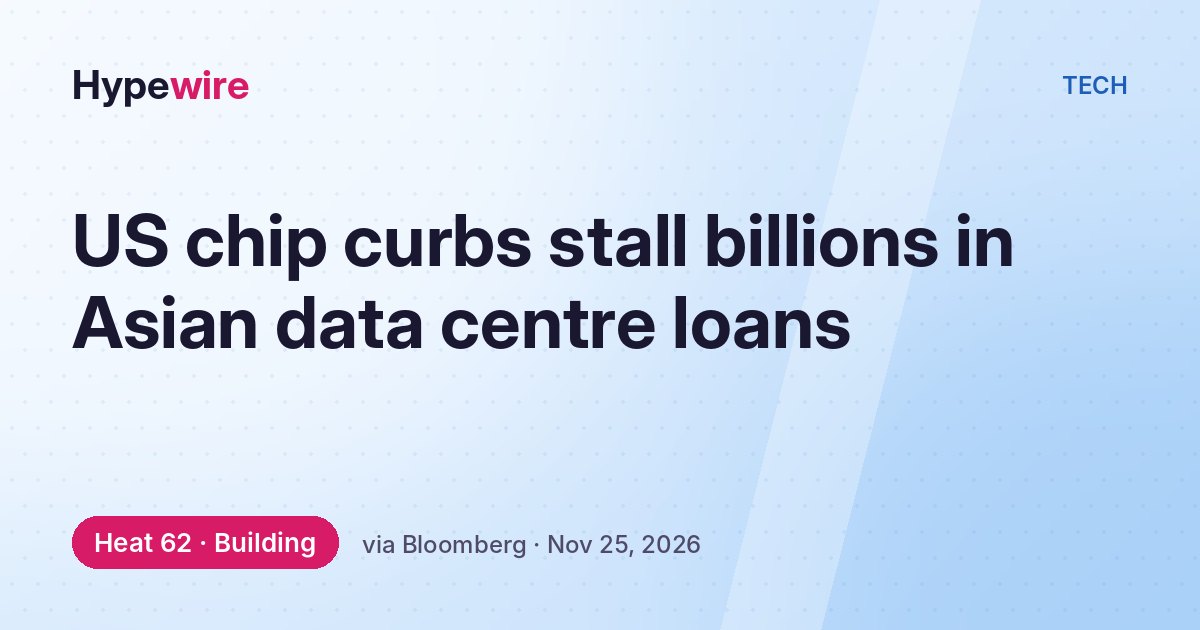 Hypewire
TECH
US chip curbs stall billions in
Asian data centre loans
Heat 62 · Building
via Bloomberg · Nov 25, 2026